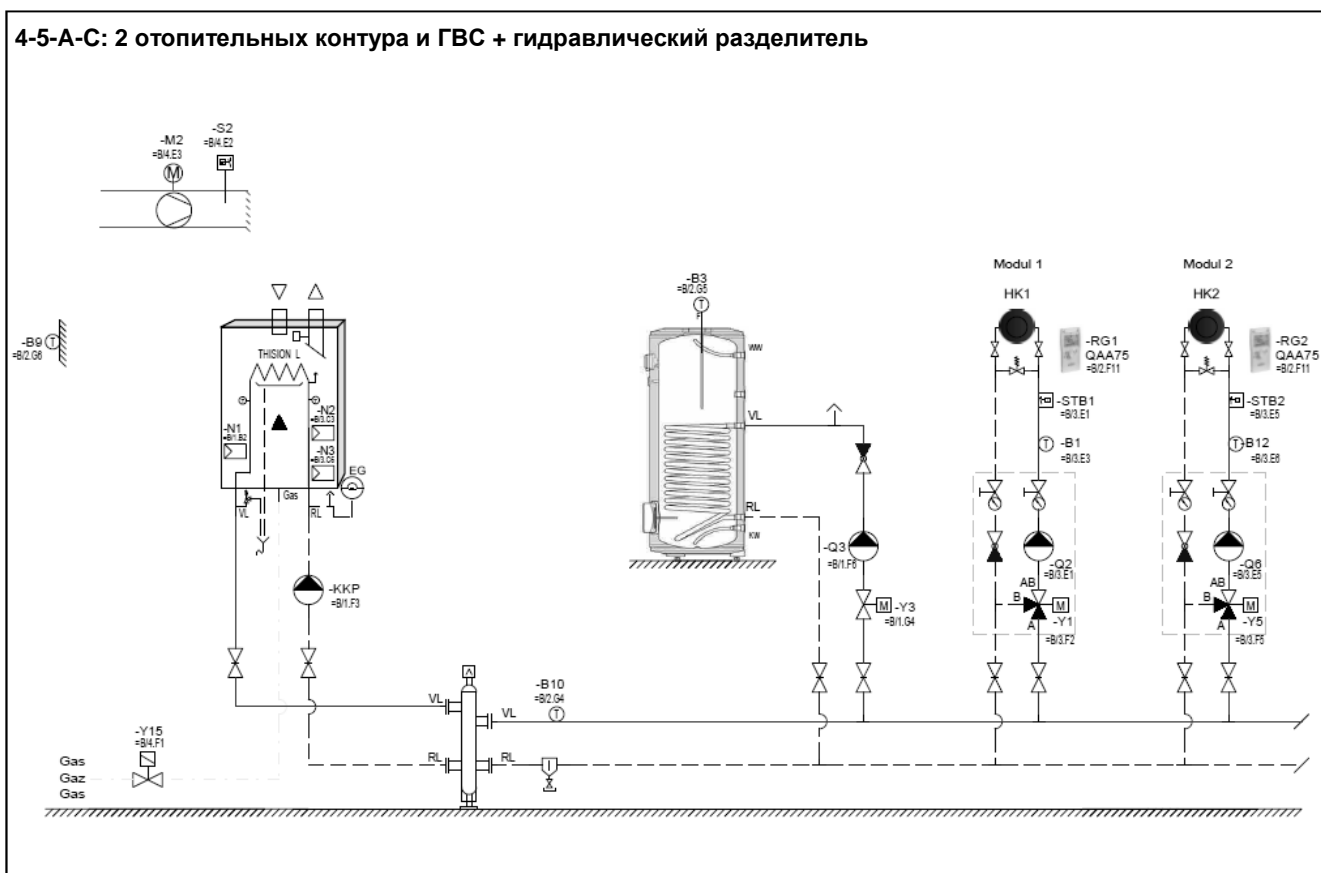 4-5-A-C: 2 отопительных контура и ГВС + гидравлический разделитель
-M2
=B/4.E3
M
-S2
=B/4.E2
-B9
=B/2.G6
T
THISION L
-N1
=B/1.B2
-N2
=B/3.C3
-N3
=B/3.C6
EG
VL
Gas
RL
-KKP
=B/1.F3
-B3
=B/2.G5
T
F
WW
VL
RL
KW
-Q3
=B/1.F6
M
-Y3
=B/1.G4
Modul 1
HK1
-RG1
QAA75
=B/2.F11
-STB1
=B/3.E1
T
-B1
=B/3.E3
-Q2
=B/3.E1
AB
B
A
M
-Y1
=B/3.F2
Modul 2
HK2
-RG2
QAA75
=B/2.F11
-STB2
=B/3.E5
T
-B12
=B/3.E6
-Q6
=B/3.E5
AB
B
A
M
-Y5
=B/3.F5
VL
VL
-B10
=B/2.G4
T
RL
RL
-Y15
=B/4.F1
Gas
Gaz
Gas